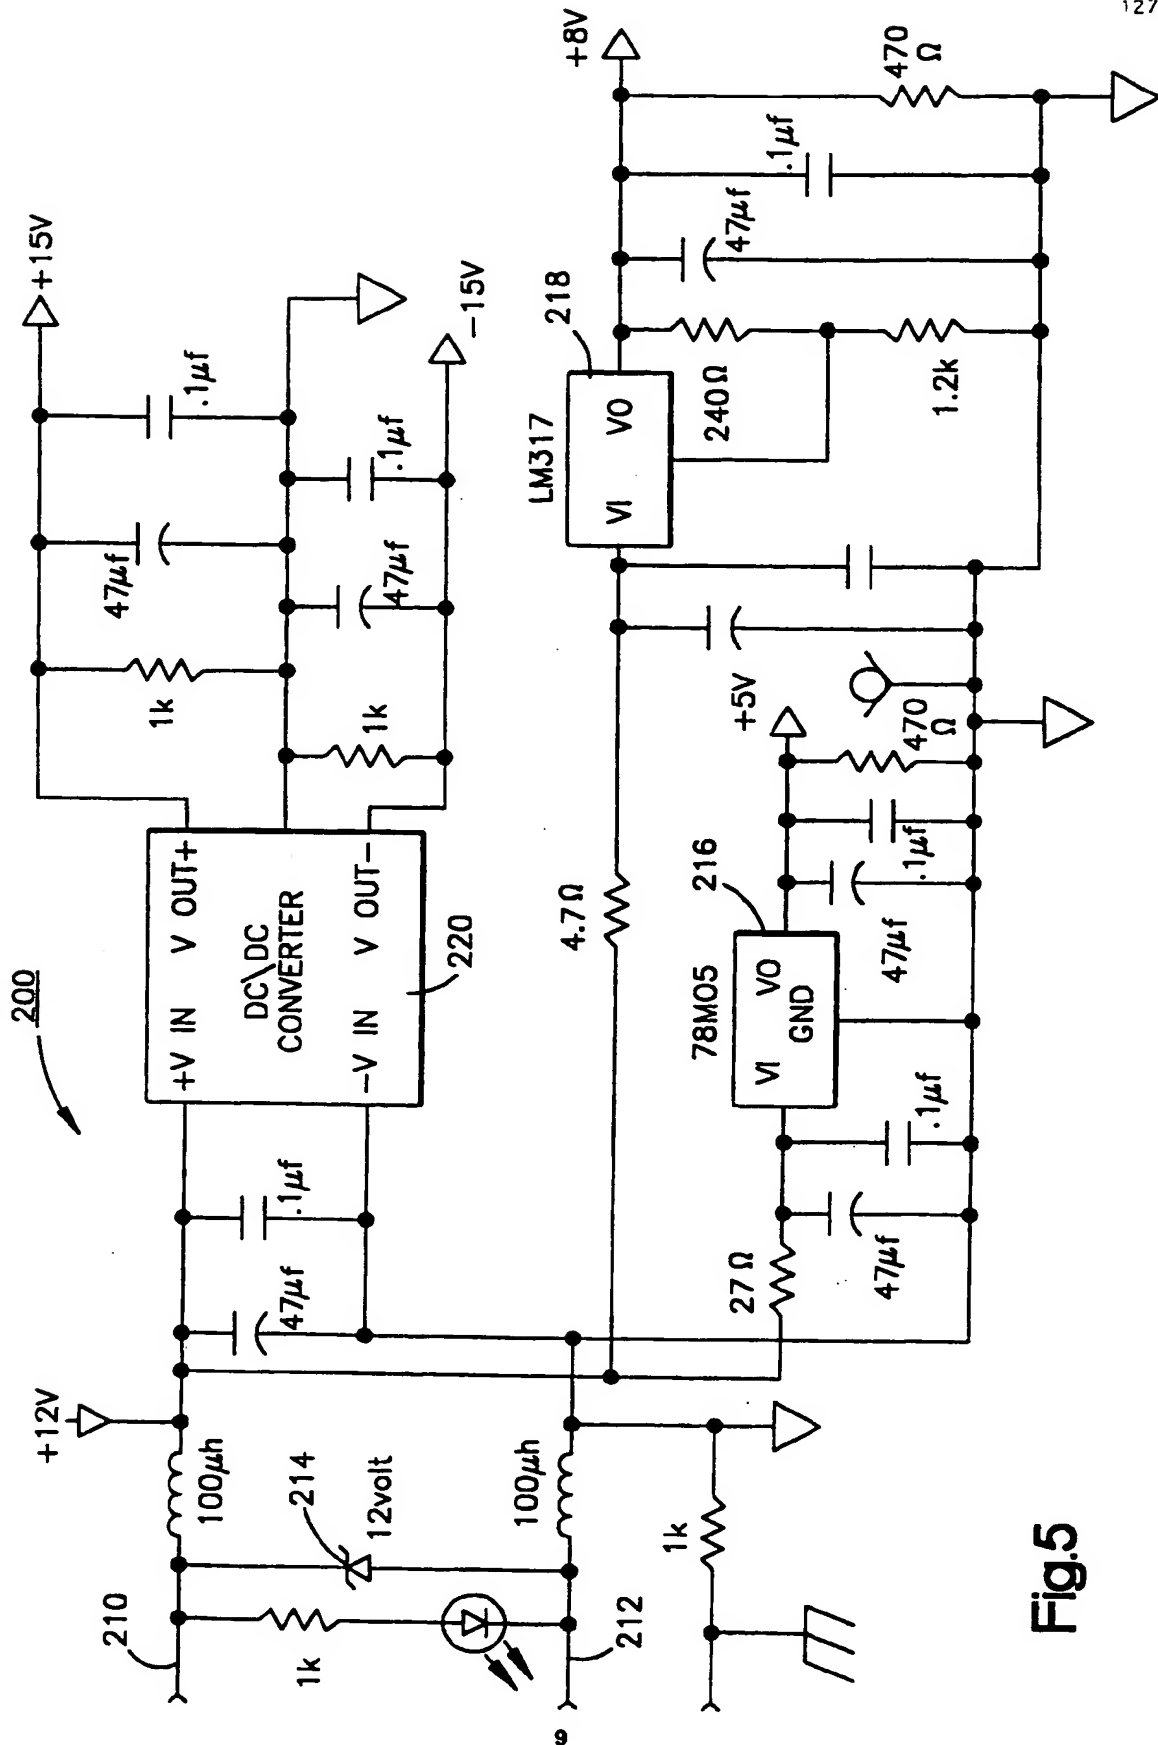 127
200
+12V
210
100μh
214
12volt
1k
100μh
212
1k
φ
47μf
.1μf
+V IN V OUT+
DC\DC
CONVERTER
-V IN V OUT-
220
1k
47μf
.1μf
+15V
1k
47μf
.1μf
-15V
4.7Ω
27Ω
47μf
.1μf
78M05
216
VI VO
GND
47μf
.1μf
470
Ω
+5V
LM317
218
VI VO
240Ω
1.2k
47μf
.1μf
470
Ω
+8V
Fig.5